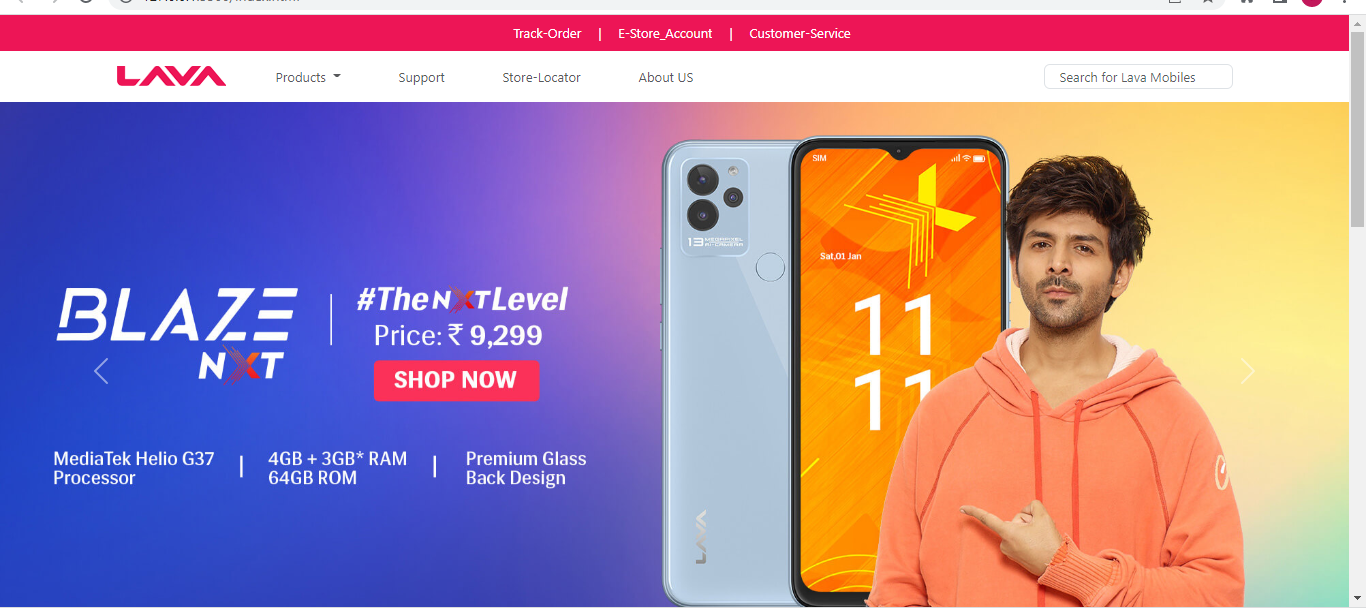 Track-Order | E-Store_Account | Customer-Service
LAVA
Products
Support
Store-Locator
About US
Search for Lava Mobiles
BLAZE
NXT
#TheNXTLevel
Price: ₹ 9,299
SHOP NOW
MediaTek Helio G37
Processor
4GB + 3GB* RAM
64GB ROM
Premium Glass
Back Design
13 MEGAPIXEL
AI-CAMERA
LAVA
SIM
Sat,01 Jan
11
11